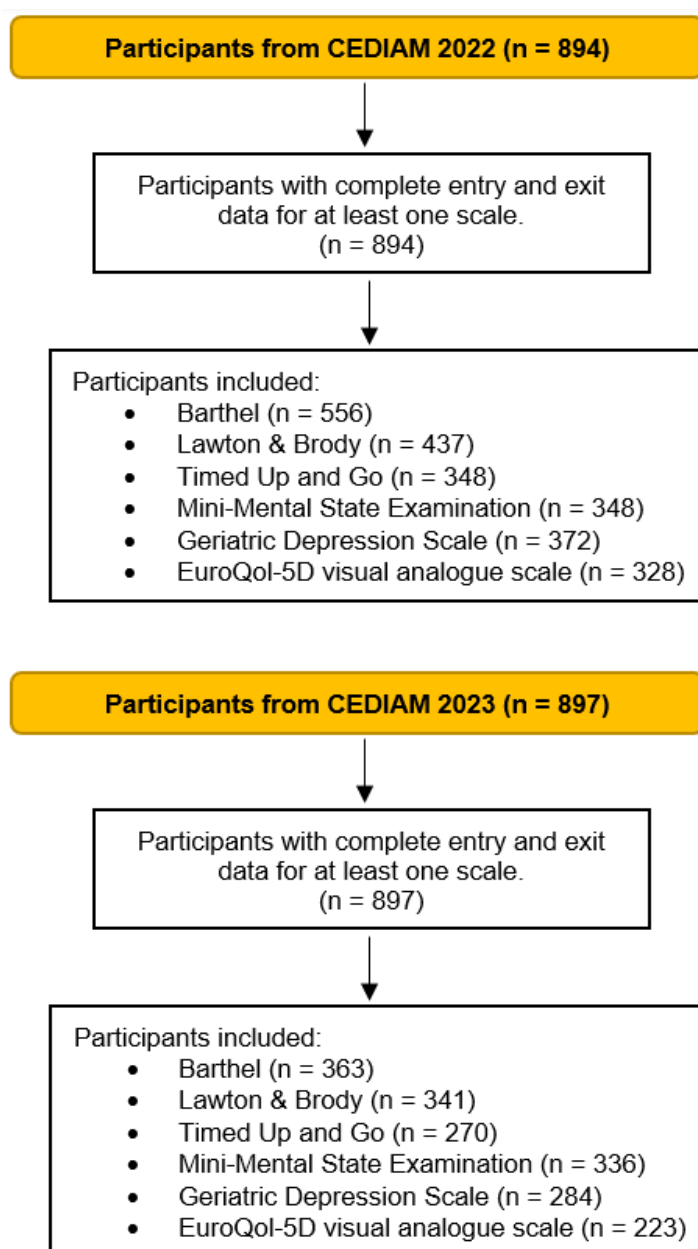 Participants from CEDIAM 2022 (n = 894)
Participants with complete entry and exit
data for at least one scale.
(n = 894)
Participants included:
• Barthel (n = 556)
• Lawton & Brody (n = 437)
• Timed Up and Go (n = 348)
• Mini-Mental State Examination (n = 348)
• Geriatric Depression Scale (n = 372)
• EuroQol-5D visual analogue scale (n = 328)
Participants from CEDIAM 2023 (n = 897)
Participants with complete entry and exit
data for at least one scale.
(n = 897)
Participants included:
• Barthel (n = 363)
• Lawton & Brody (n = 341)
• Timed Up and Go (n = 270)
• Mini-Mental State Examination (n = 336)
• Geriatric Depression Scale (n = 284)
• EuroQol-5D visual analogue scale (n = 223)